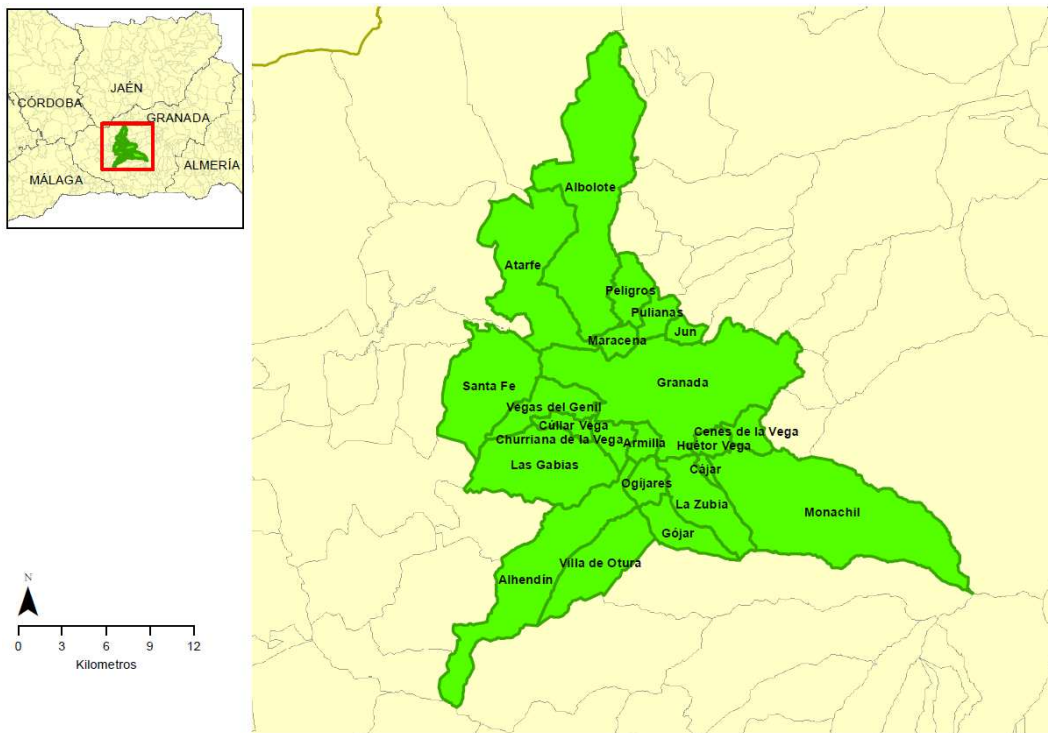 JAÉN
CÓRDOBA
GRANADA
ALMERÍA
MÁLAGA
Albolote
Atarfe
Peligros
Pulianas
Jun
Maracena
Granada
Santa Fe
Vegas del Genil
Cúllar Vega
Cenes de la Vega
Churriana de la Vega
Armilla
Huétor Vega
Las Gabias
Cájar
Ogíjares
La Zubia
Monachil
Gójar
Villa de Otura
Alhendín
N
0 3 6 9 12
Kilometros